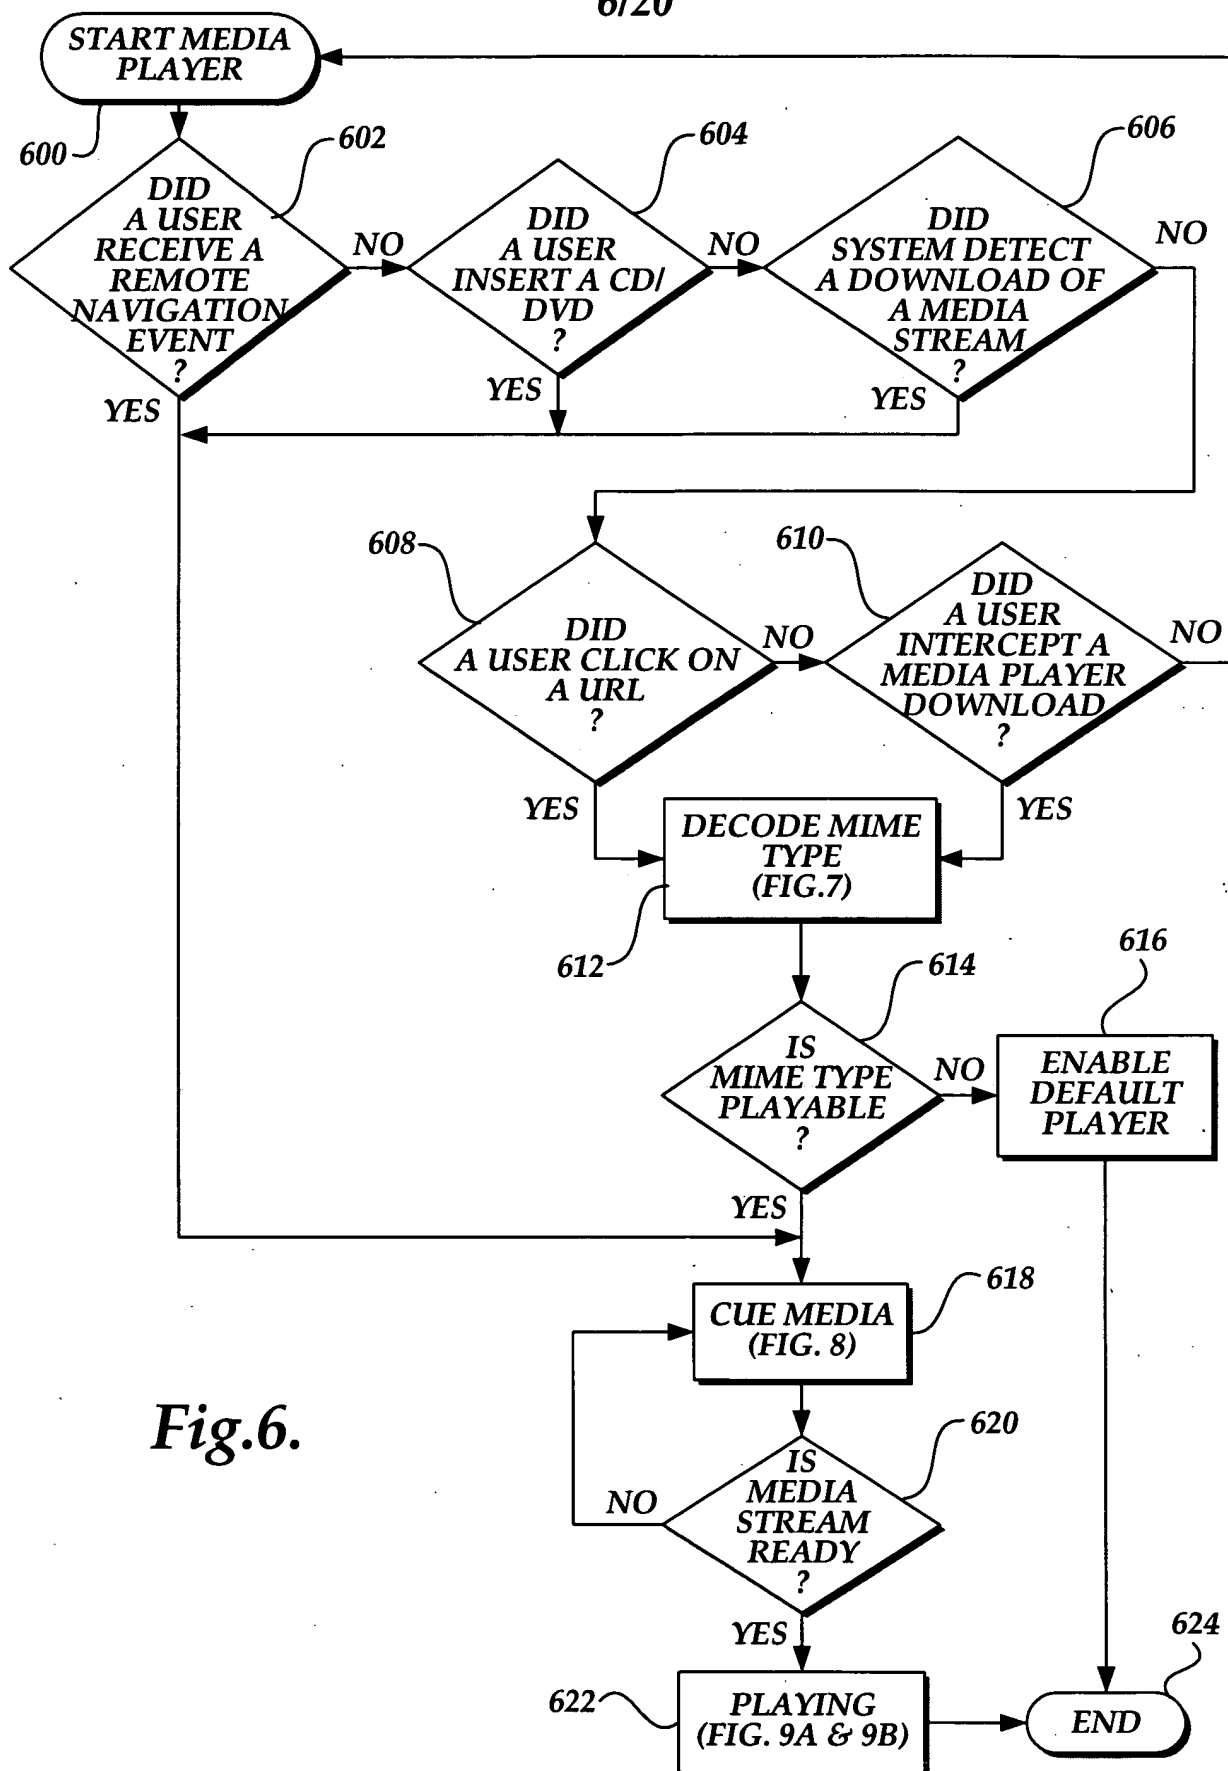 6/20
START MEDIA
PLAYER
600
602
604
606
DID
A USER
RECEIVE A
REMOTE
NAVIGATION
EVENT
?
NO
DID
A USER
INSERT A CD/
DVD
?
NO
DID
SYSTEM DETECT
A DOWNLOAD OF
A MEDIA
STREAM
?
NO
YES
YES
YES
608
610
DID
A USER CLICK ON
A URL
?
NO
DID
A USER
INTERCEPT A
MEDIA PLAYER
DOWNLOAD
?
NO
YES
YES
DECODE MIME
TYPE
(FIG.7)
612
614
616
IS
MIME TYPE
PLAYABLE
?
NO
ENABLE
DEFAULT
PLAYER
YES
618
CUE MEDIA
(FIG. 8)
Fig.6.
620
IS
MEDIA
STREAM
READY
?
NO
YES
622
PLAYING
(FIG. 9A & 9B)
624
END